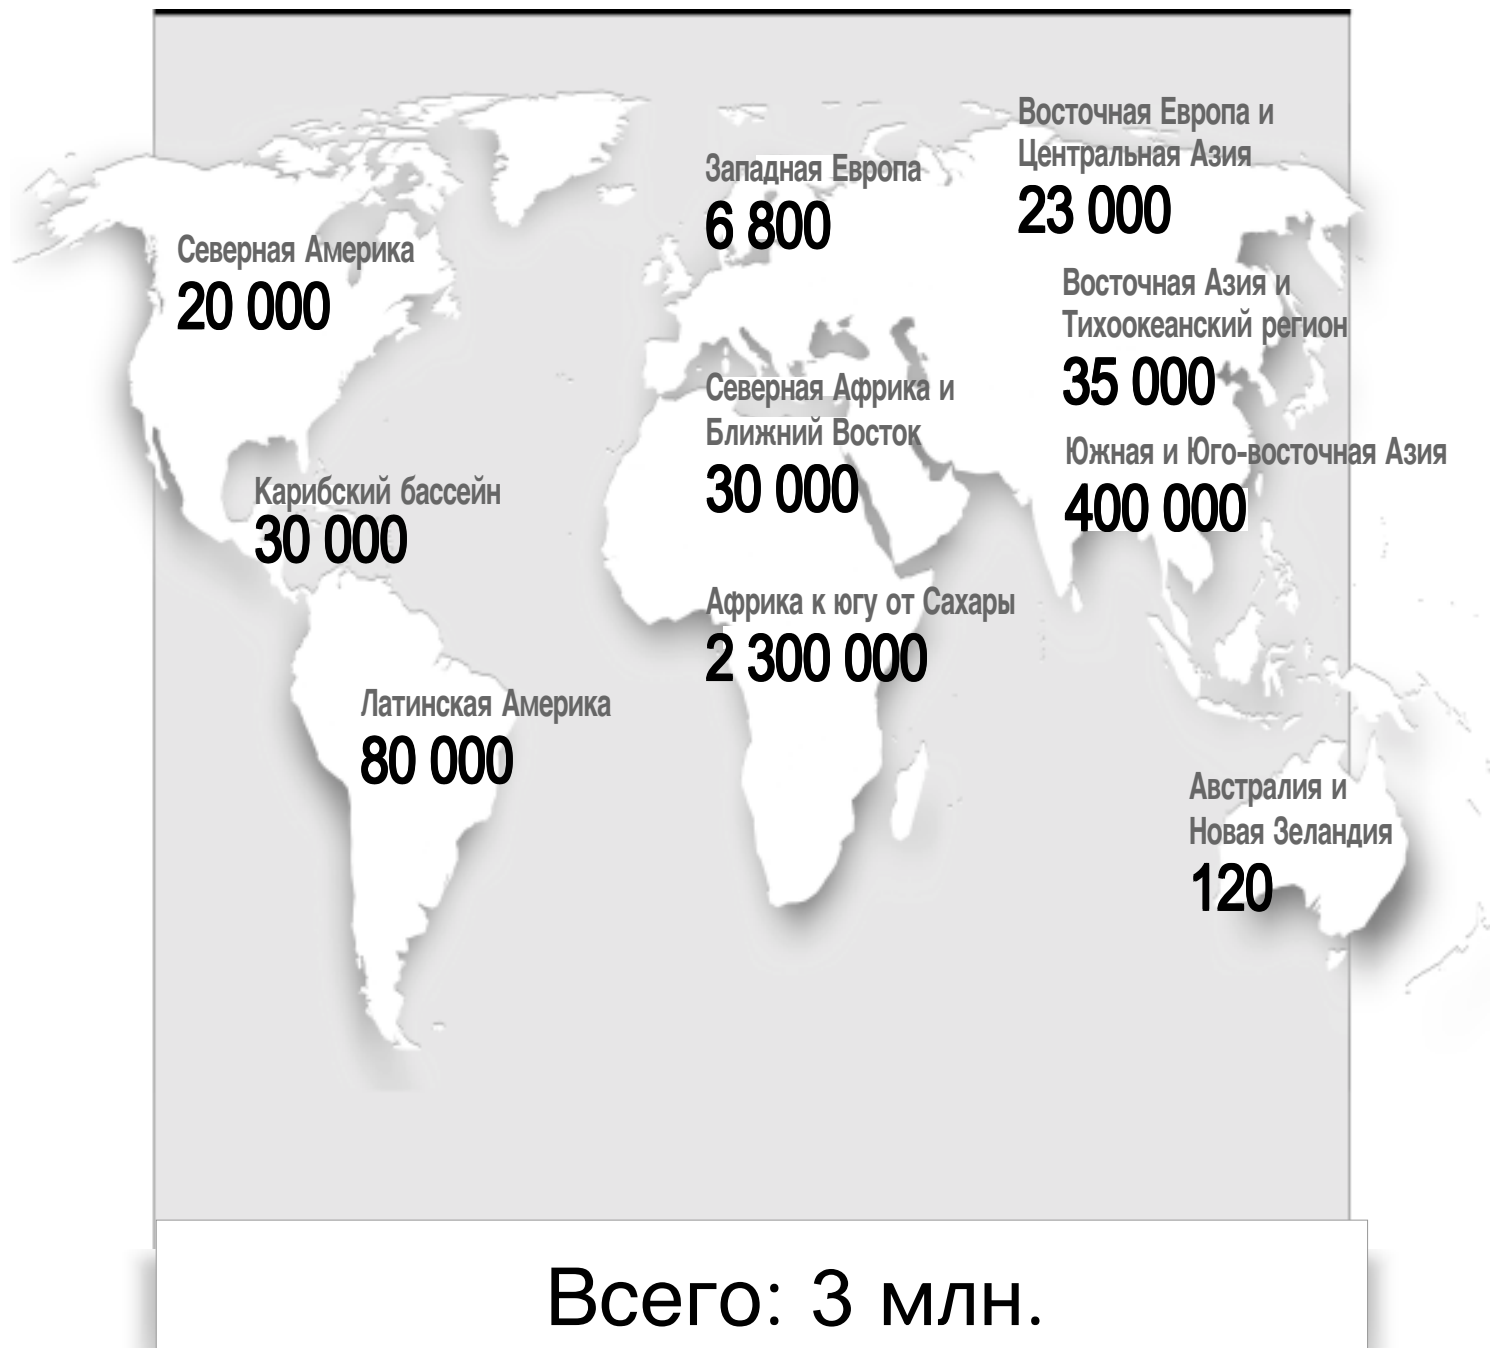 Восточная Европа и
Центральная Азия
23 000
Западная Европа
6 800
Северная Америка
20 000
Восточная Азия и
Тихоокеанский регион
35 000
Северная Африка и
Ближний Восток
30 000
Южная и Юго-восточная Азия
400 000
Карибский бассейн
30 000
Африка к югу от Сахары
2 300 000
Латинская Америка
80 000
Австралия и
Новая Зеландия
120
Всего: 3 млн.